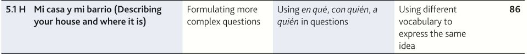 5.1 H Mi casa y mi barrio (Describing your house and where it is)
Formulating more complex questions
Using en qué, con quién, a quién in questions
Using different vocabulary to express the same idea
86